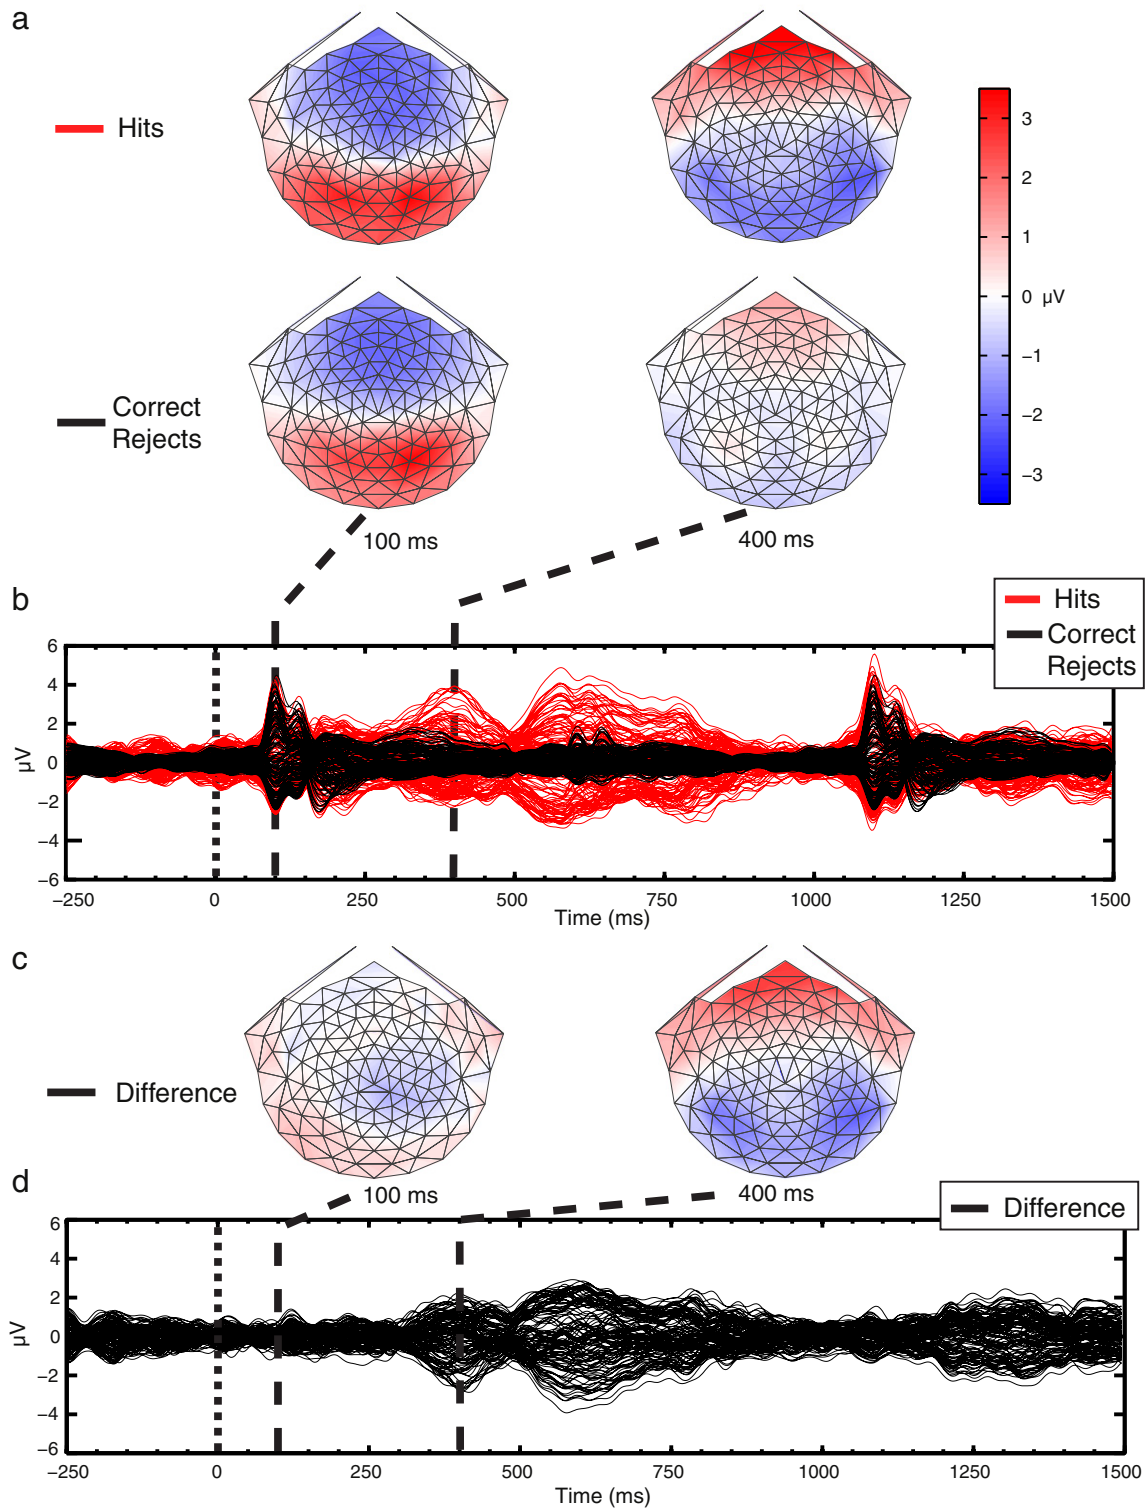 a
Hits
3
2
1
0 µV
−1
−2
−3
Correct
Rejects
100 ms
400 ms
b
Hits
Correct
Rejects
6
4
2
0
−2
−4
−6
µV
−250
0
250
500
750
1000
1250
1500
Time (ms)
c
Difference
100 ms
400 ms
d
Difference
6
4
2
0
−2
−4
−6
µV
−250
0
250
500
750
1000
1250
1500
Time (ms)